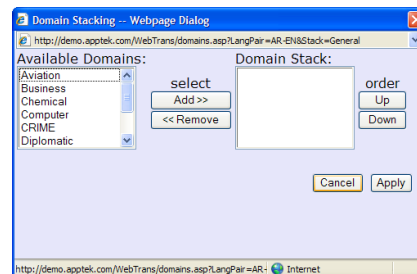 Domain Stacking -- Webpage Dialog
http://demo.apptek.com/WebTrans/domains.asp?LangPair=AR-EN&Stack=General
Available Domains:
Domain Stack:
Aviation
Business
Chemical
Computer
CRIME
Diplomatic
select
Add >>
<< Remove
order
Up
Down
Cancel
Apply
http://demo.apptek.com/WebTrans/domains.asp?LangPair=AR-
Internet